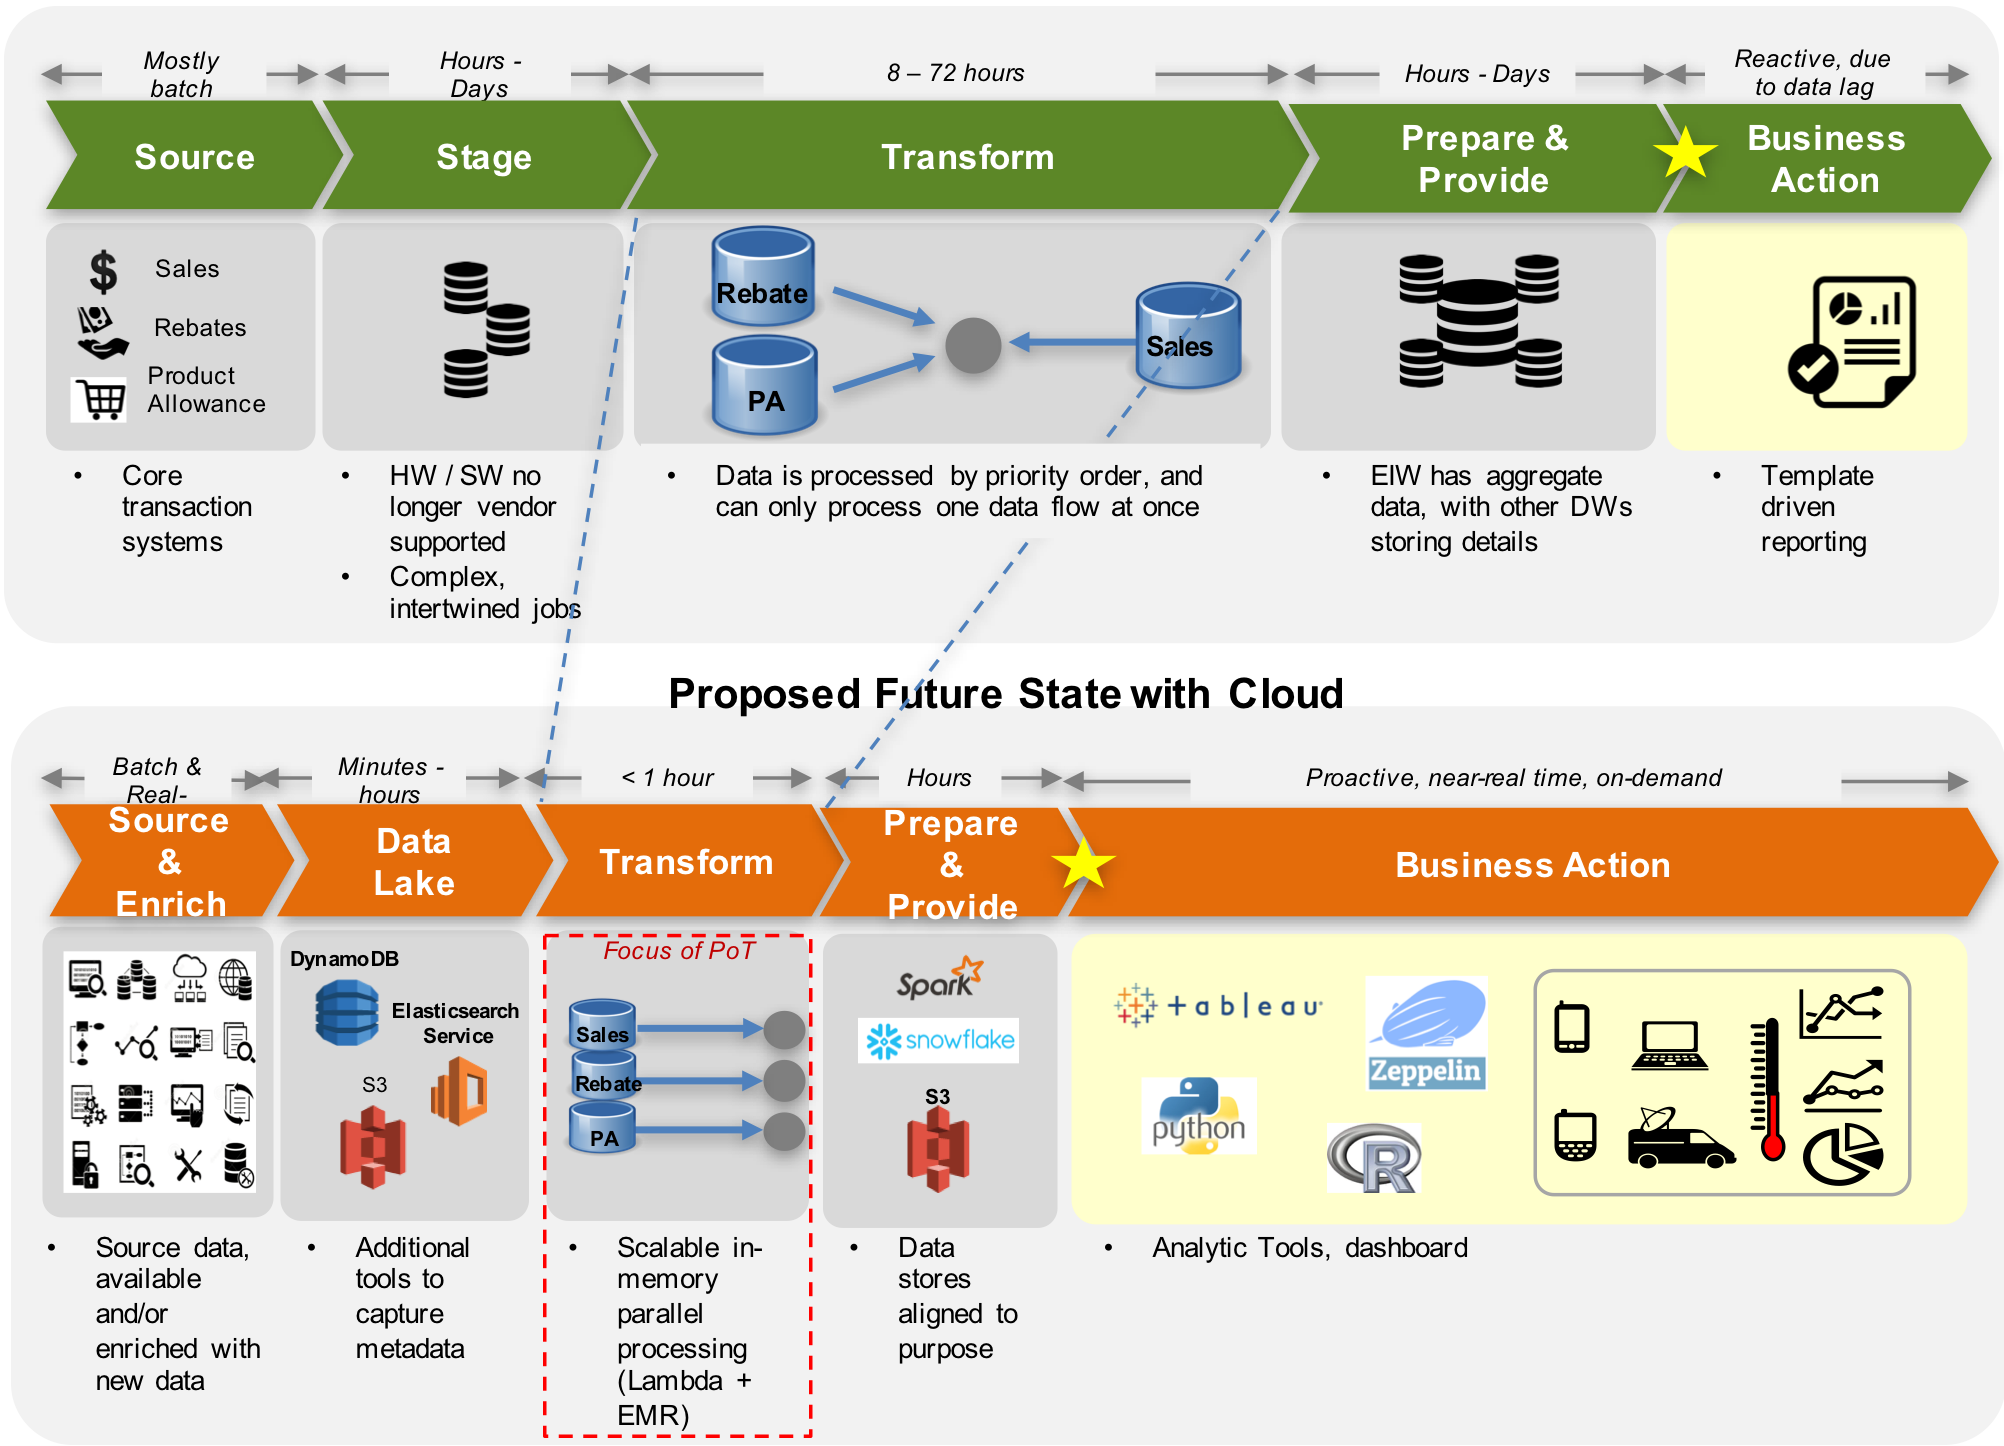 Mostly
batch
Hours -
Days
8 – 72 hours
Hours - Days
Reactive, due
to data lag
Source
Stage
Transform
Prepare &
Provide
Business
Action
Sales
Rebates
Product
Allowance
Rebate
PA
Sales
• Core
transaction
systems
• HW / SW no
longer vendor
supported
• Complex,
intertwined jobs
• Data is processed by priority order, and
can only process one data flow at once
• EIW has aggregate
data, with other DWs
storing details
• Template
driven
reporting
Proposed Future State with Cloud
Batch &
Real-
Minutes -
hours
< 1 hour
Hours
Proactive, near-real time, on-demand
Source
&
Enrich
Data
Lake
Transform
Prepare
&
Provide
Business Action
DynamoDB
Elasticsearch
Service
S3
Focus of PoT
Sales
Rebate
PA
Spark
snowflake
S3
+ableau
Zeppelin
python
R
• Source data,
available
and/or
enriched with
new data
• Additional
tools to
capture
metadata
• Scalable in-
memory
parallel
processing
(Lambda +
EMR)
• Data
stores
aligned to
purpose
• Analytic Tools, dashboard